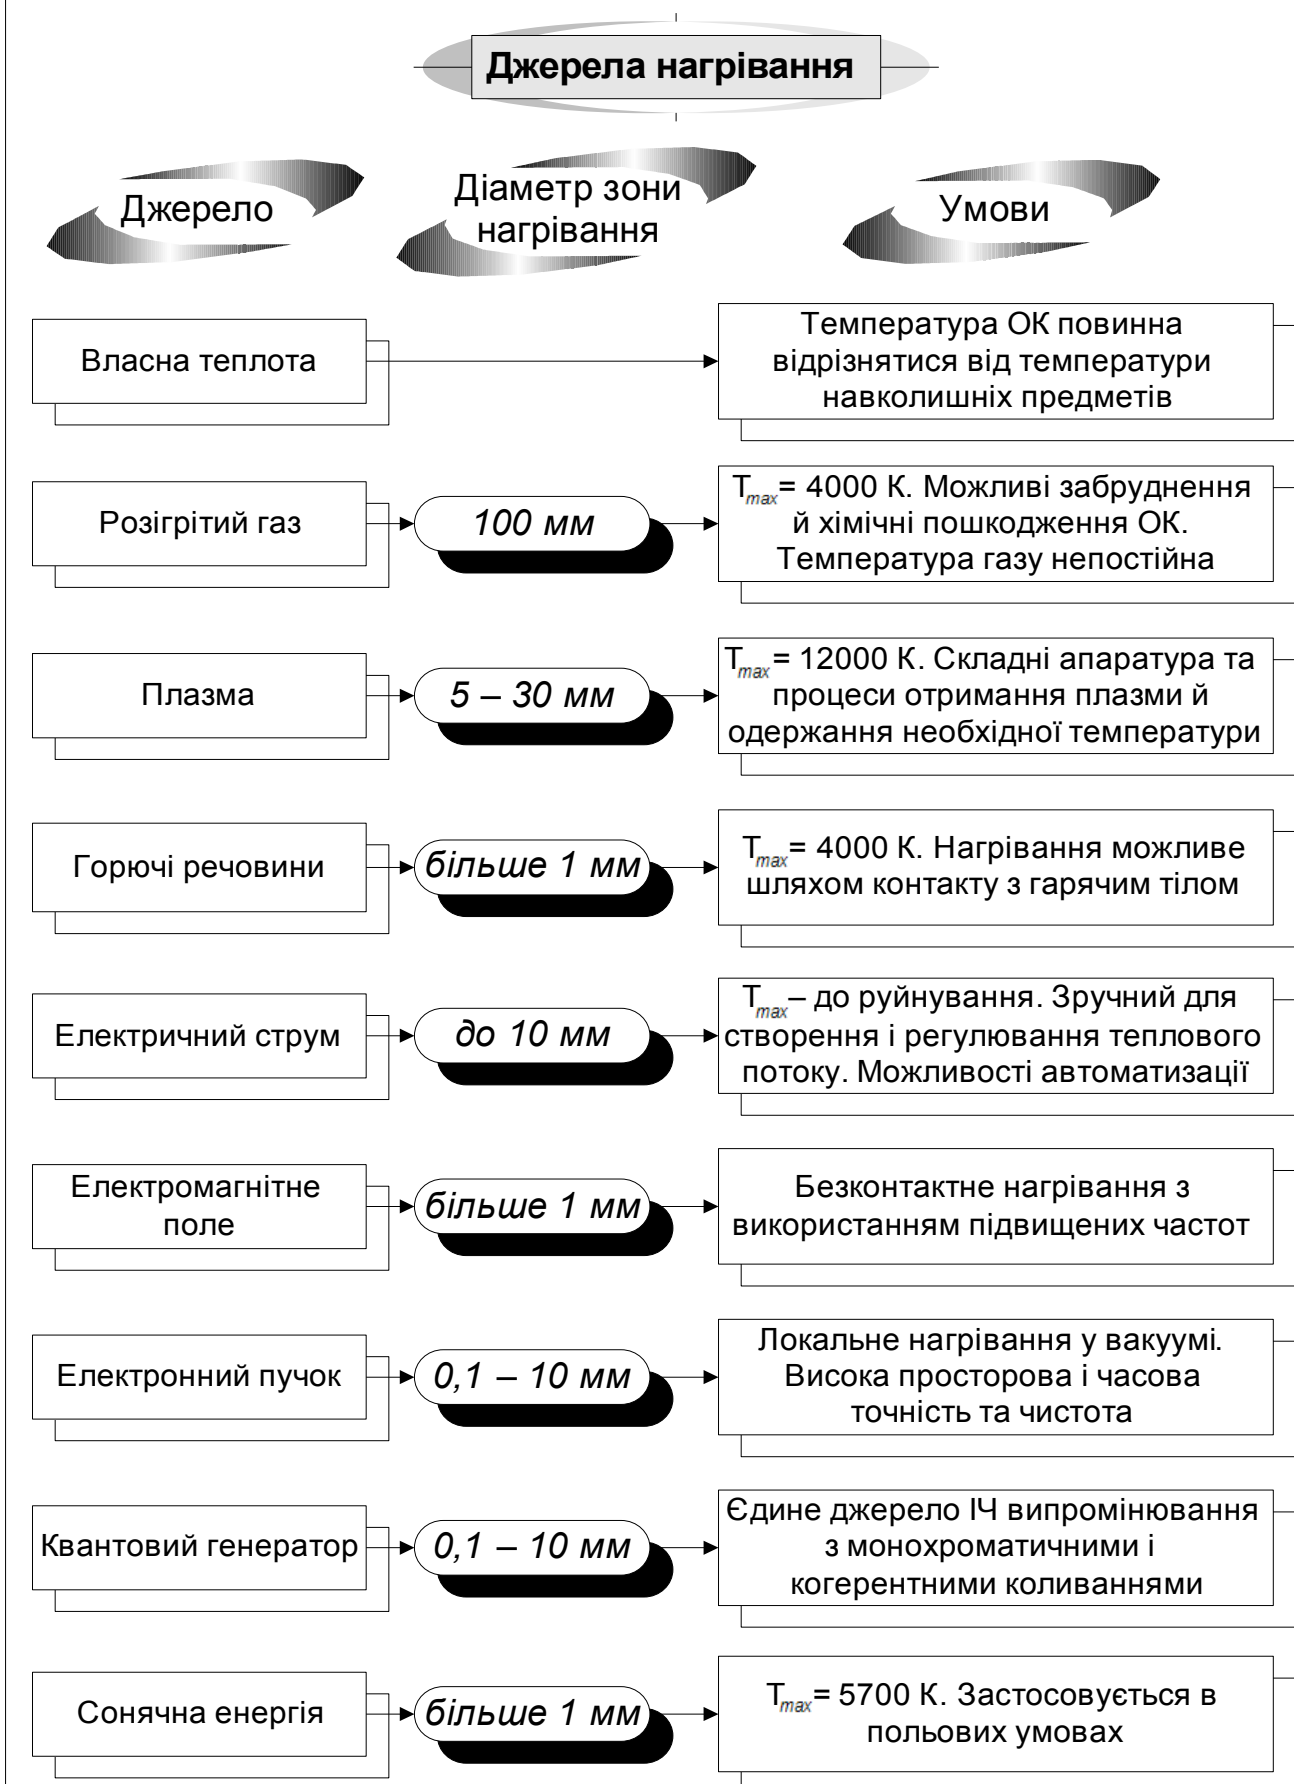 Джерела нагрівання
Джерело
Діаметр зони
нагрівання
Умови
Власна теплота
Температура ОК повинна
відрізнятися від температури
навколишніх предметів
Розігрітий газ
100 мм
Tmax= 4000 К. Можливі забруднення
й хімічні пошкодження ОК.
Температура газу непостійна
Плазма
5 – 30 мм
Tmax= 12000 К. Складні апаратура та
процеси отримання плазми й
одержання необхідної температури
Горючі речовини
більше 1 мм
Tmax= 4000 К. Нагрівання можливе
шляхом контакту з гарячим тілом
Електричний струм
до 10 мм
Tmax– до руйнування. Зручний для
створення і регулювання теплового
потоку. Можливості автоматизації
Електромагнітне
поле
більше 1 мм
Безконтактне нагрівання з
використанням підвищених частот
Електронний пучок
0,1 – 10 мм
Локальне нагрівання у вакуумі.
Висока просторова і часова
точність та чистота
Квантовий генератор
0,1 – 10 мм
Єдине джерело ІЧ випромінювання
з монохроматичними і
когерентними коливаннями
Сонячна енергія
більше 1 мм
Tmax= 5700 К. Застосовується в
польових умовах